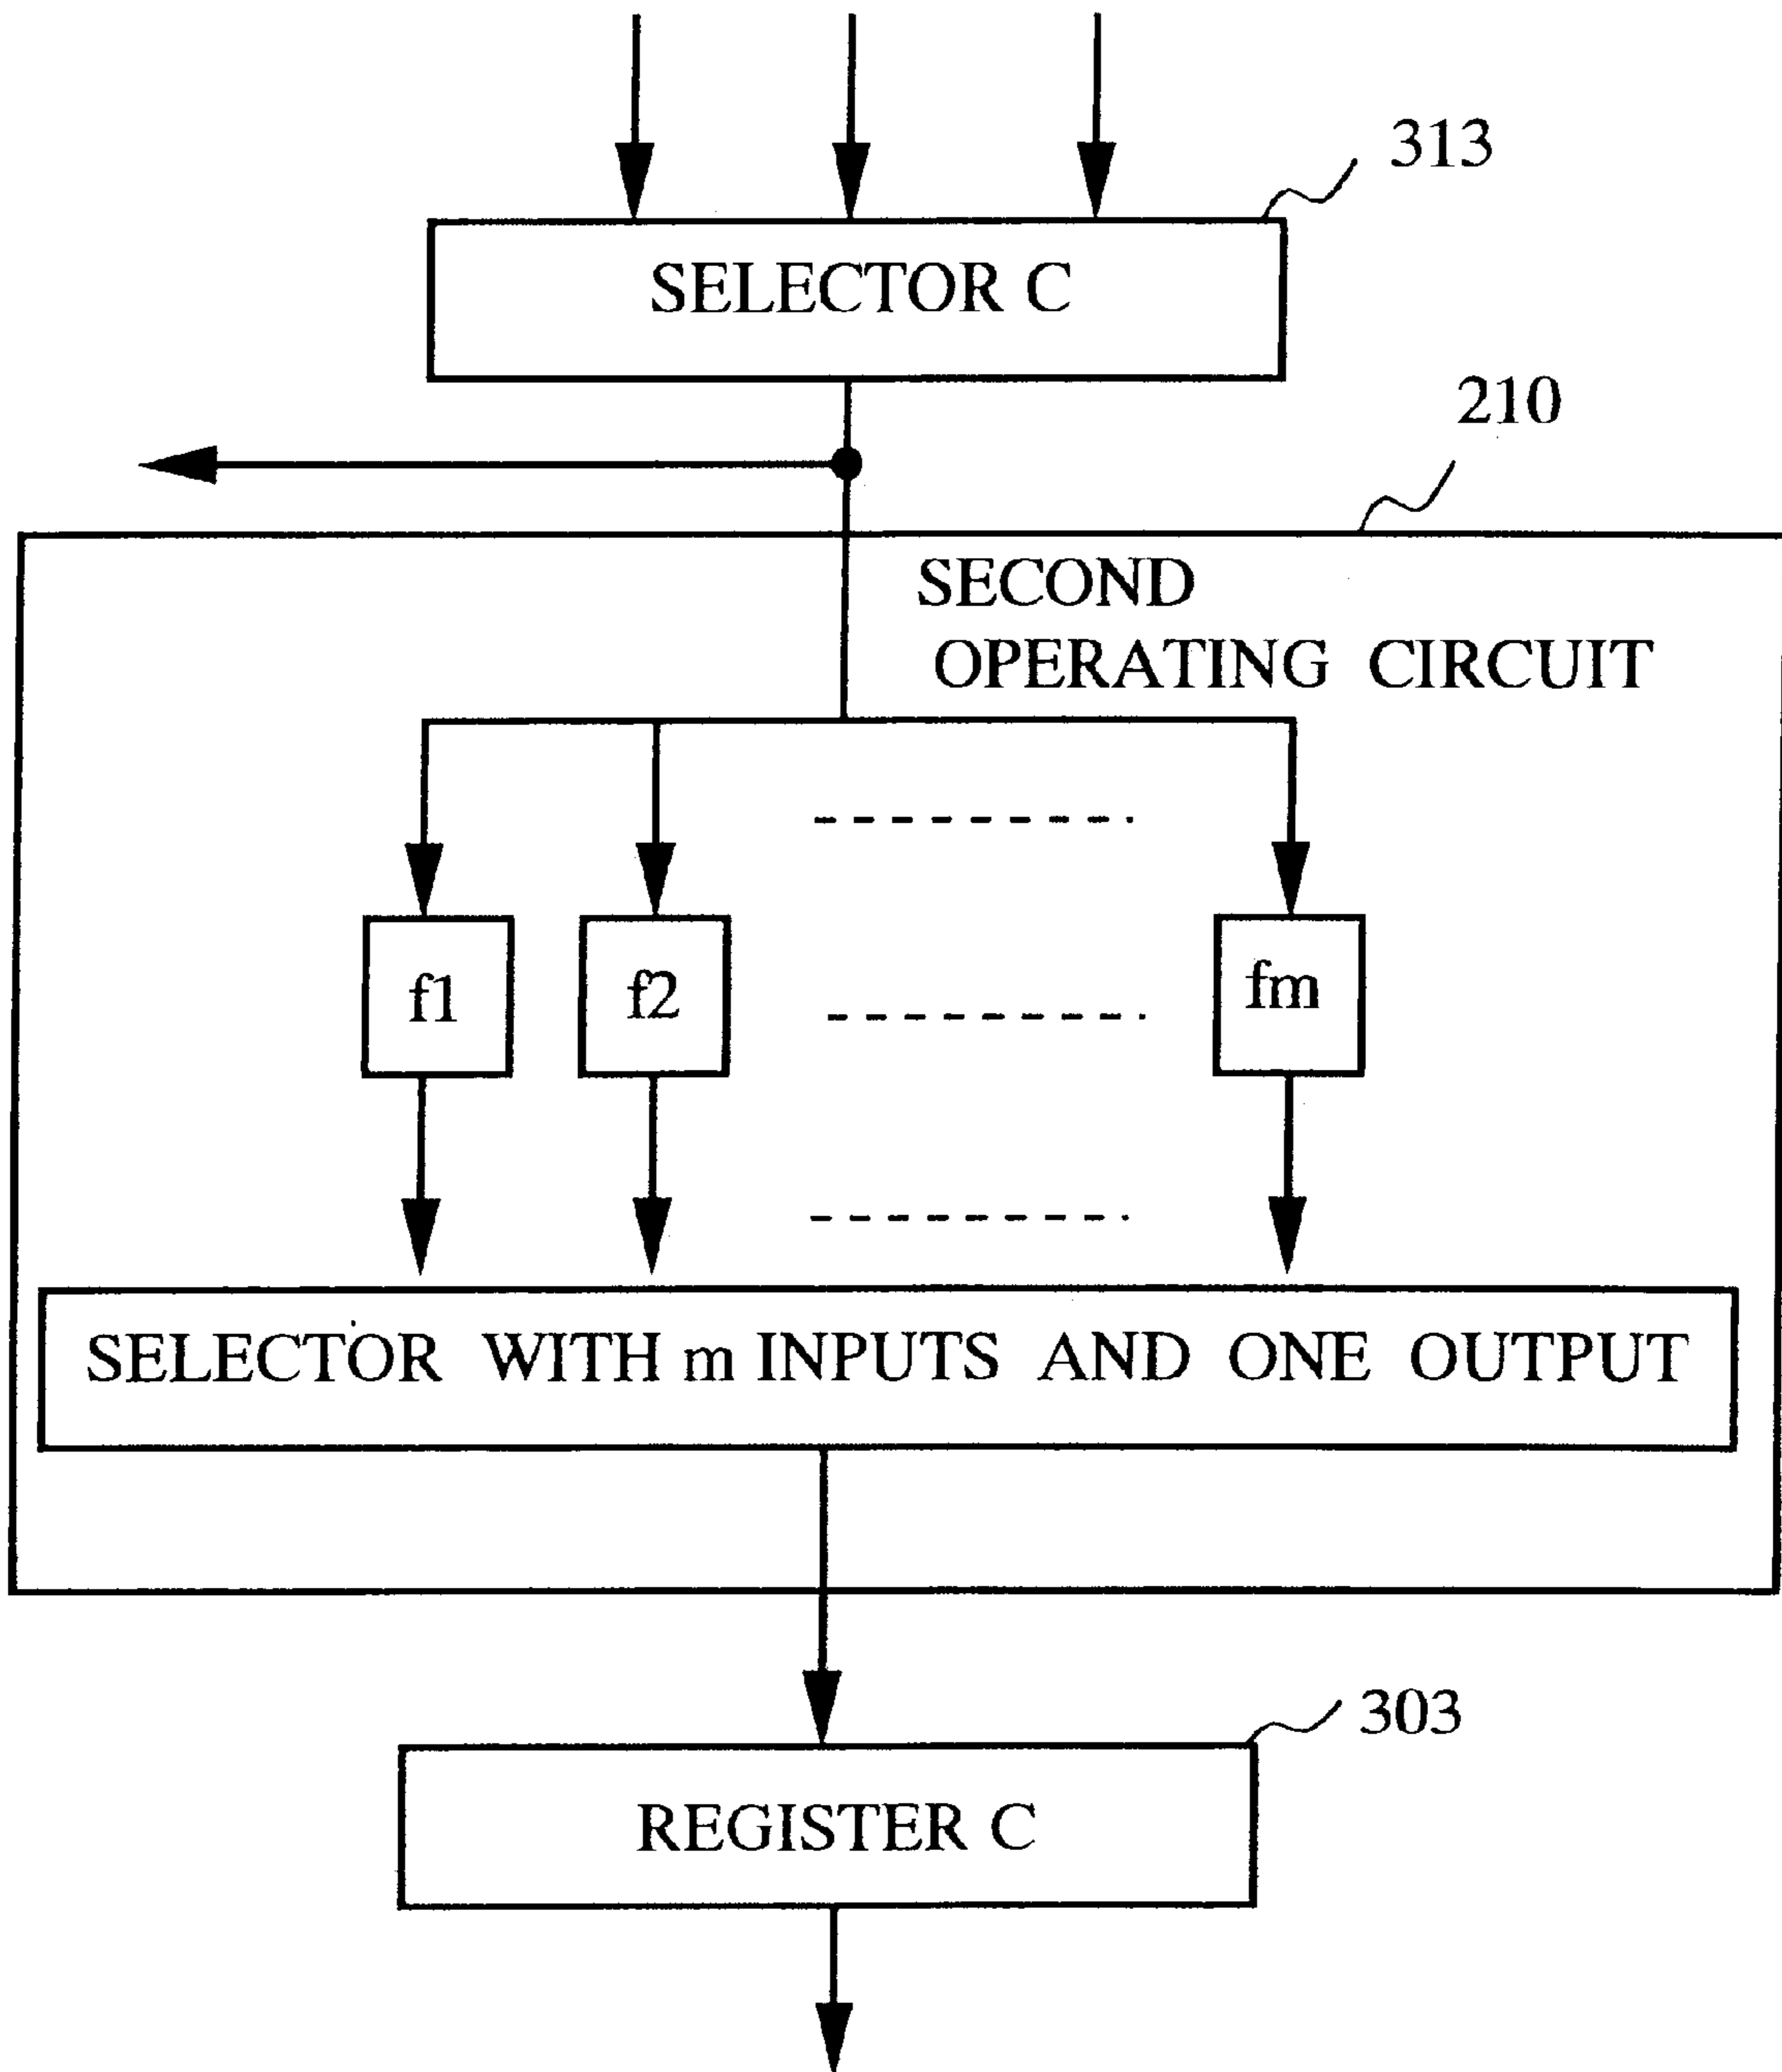 313
SELECTOR C
210
SECOND
OPERATING CIRCUIT
f1 f2 fm
SELECTOR WITH m INPUTS AND ONE OUTPUT
303
REGISTER C